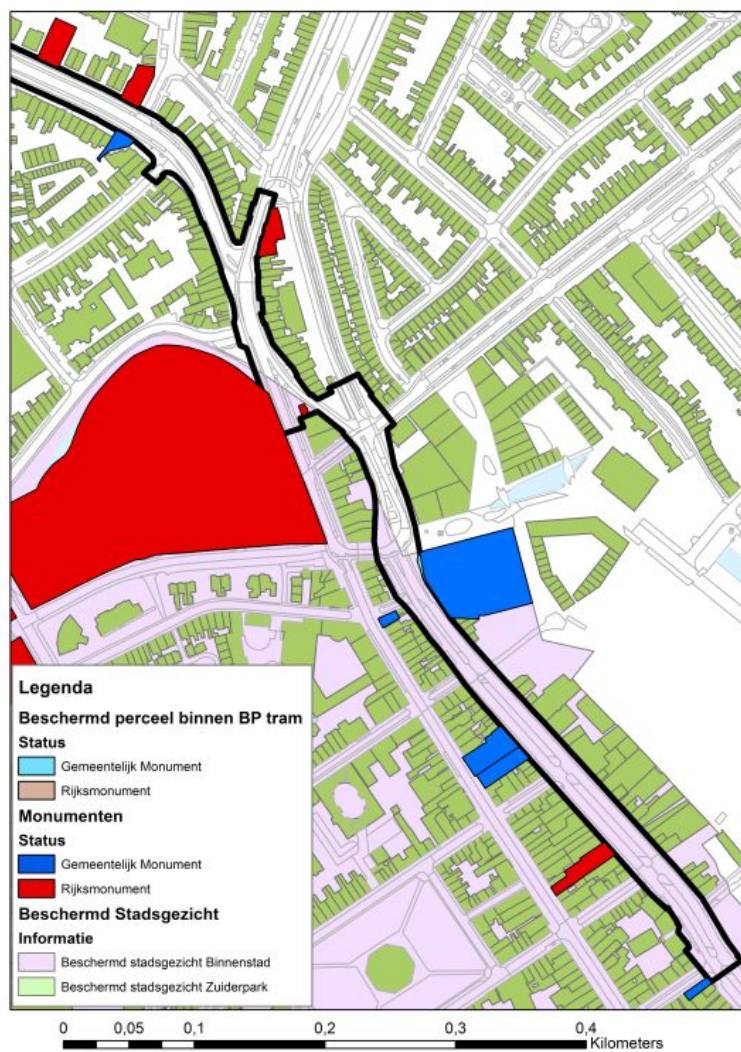 Legenda
Beschermd perceel binnen BP tram
Status
Gemeentelijk Monument
Rijksmonument
Monumenten
Status
Gemeentelijk Monument
Rijksmonument
Beschermd Stadsgezicht
Informatie
Beschermd stadsgezicht Binnenstad
Beschermd stadsgezicht Zuiderpark
0 0,05 0,1 0,2 0,3 0,4
Kilometers